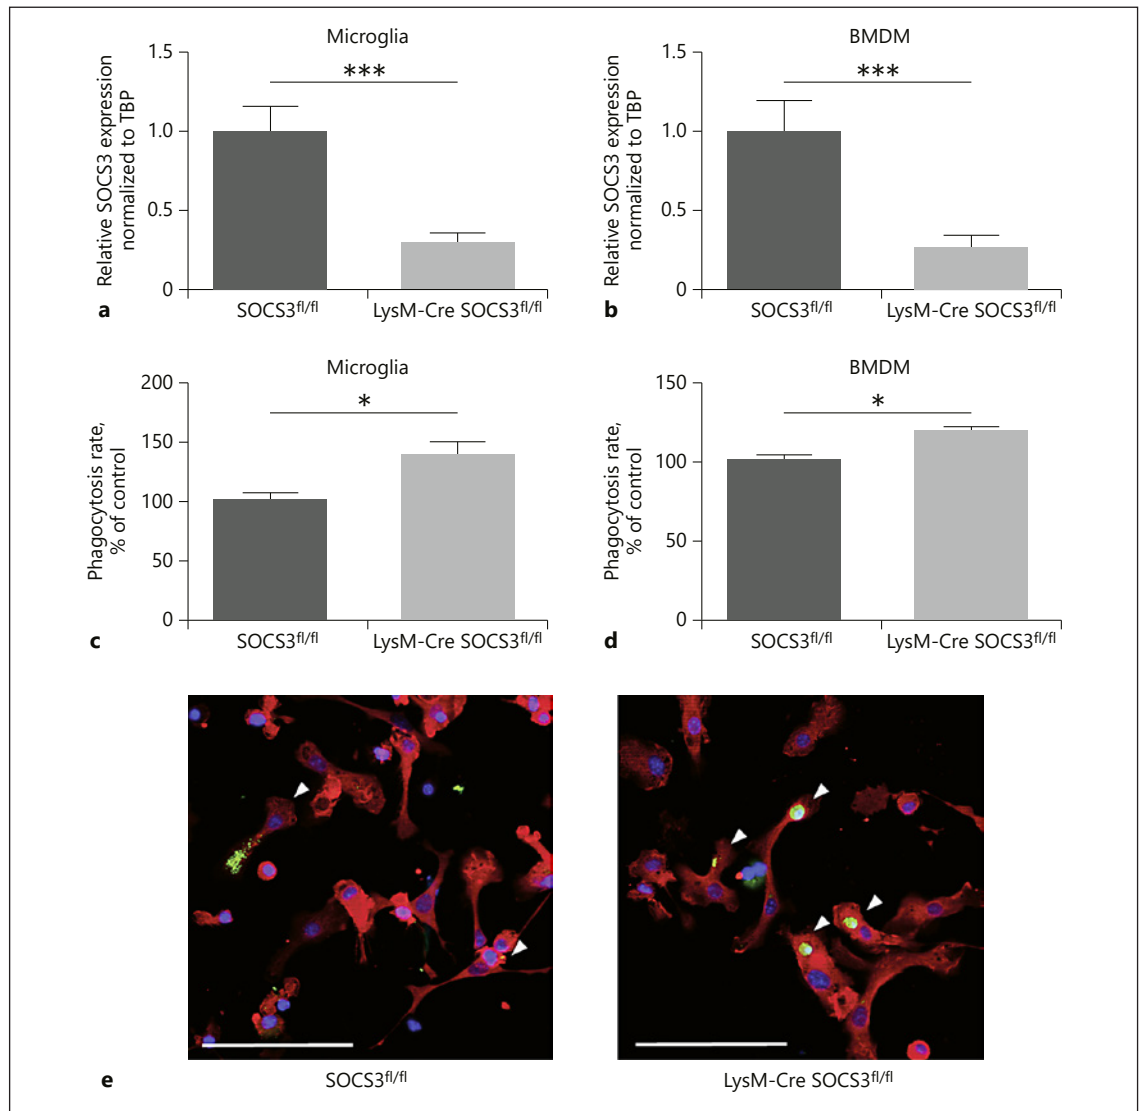 Microglia
Relative SOCS3 expression
normalized to TBP
1.5
1.0
0.5
0
***
SOCS3fl/fl
LysM-Cre SOCS3fl/fl
a
BMDM
Relative SOCS3 expression
normalized to TBP
1.5
1.0
0.5
0
***
SOCS3fl/fl
LysM-Cre SOCS3fl/fl
b
Microglia
Phagocytosis rate,
% of control
200
150
100
50
0
*
SOCS3fl/fl
LysM-Cre SOCS3fl/fl
c
BMDM
Phagocytosis rate,
% of control
150
100
50
0
*
SOCS3fl/fl
LysM-Cre SOCS3fl/fl
d
e
SOCS3fl/fl
LysM-Cre SOCS3fl/fl